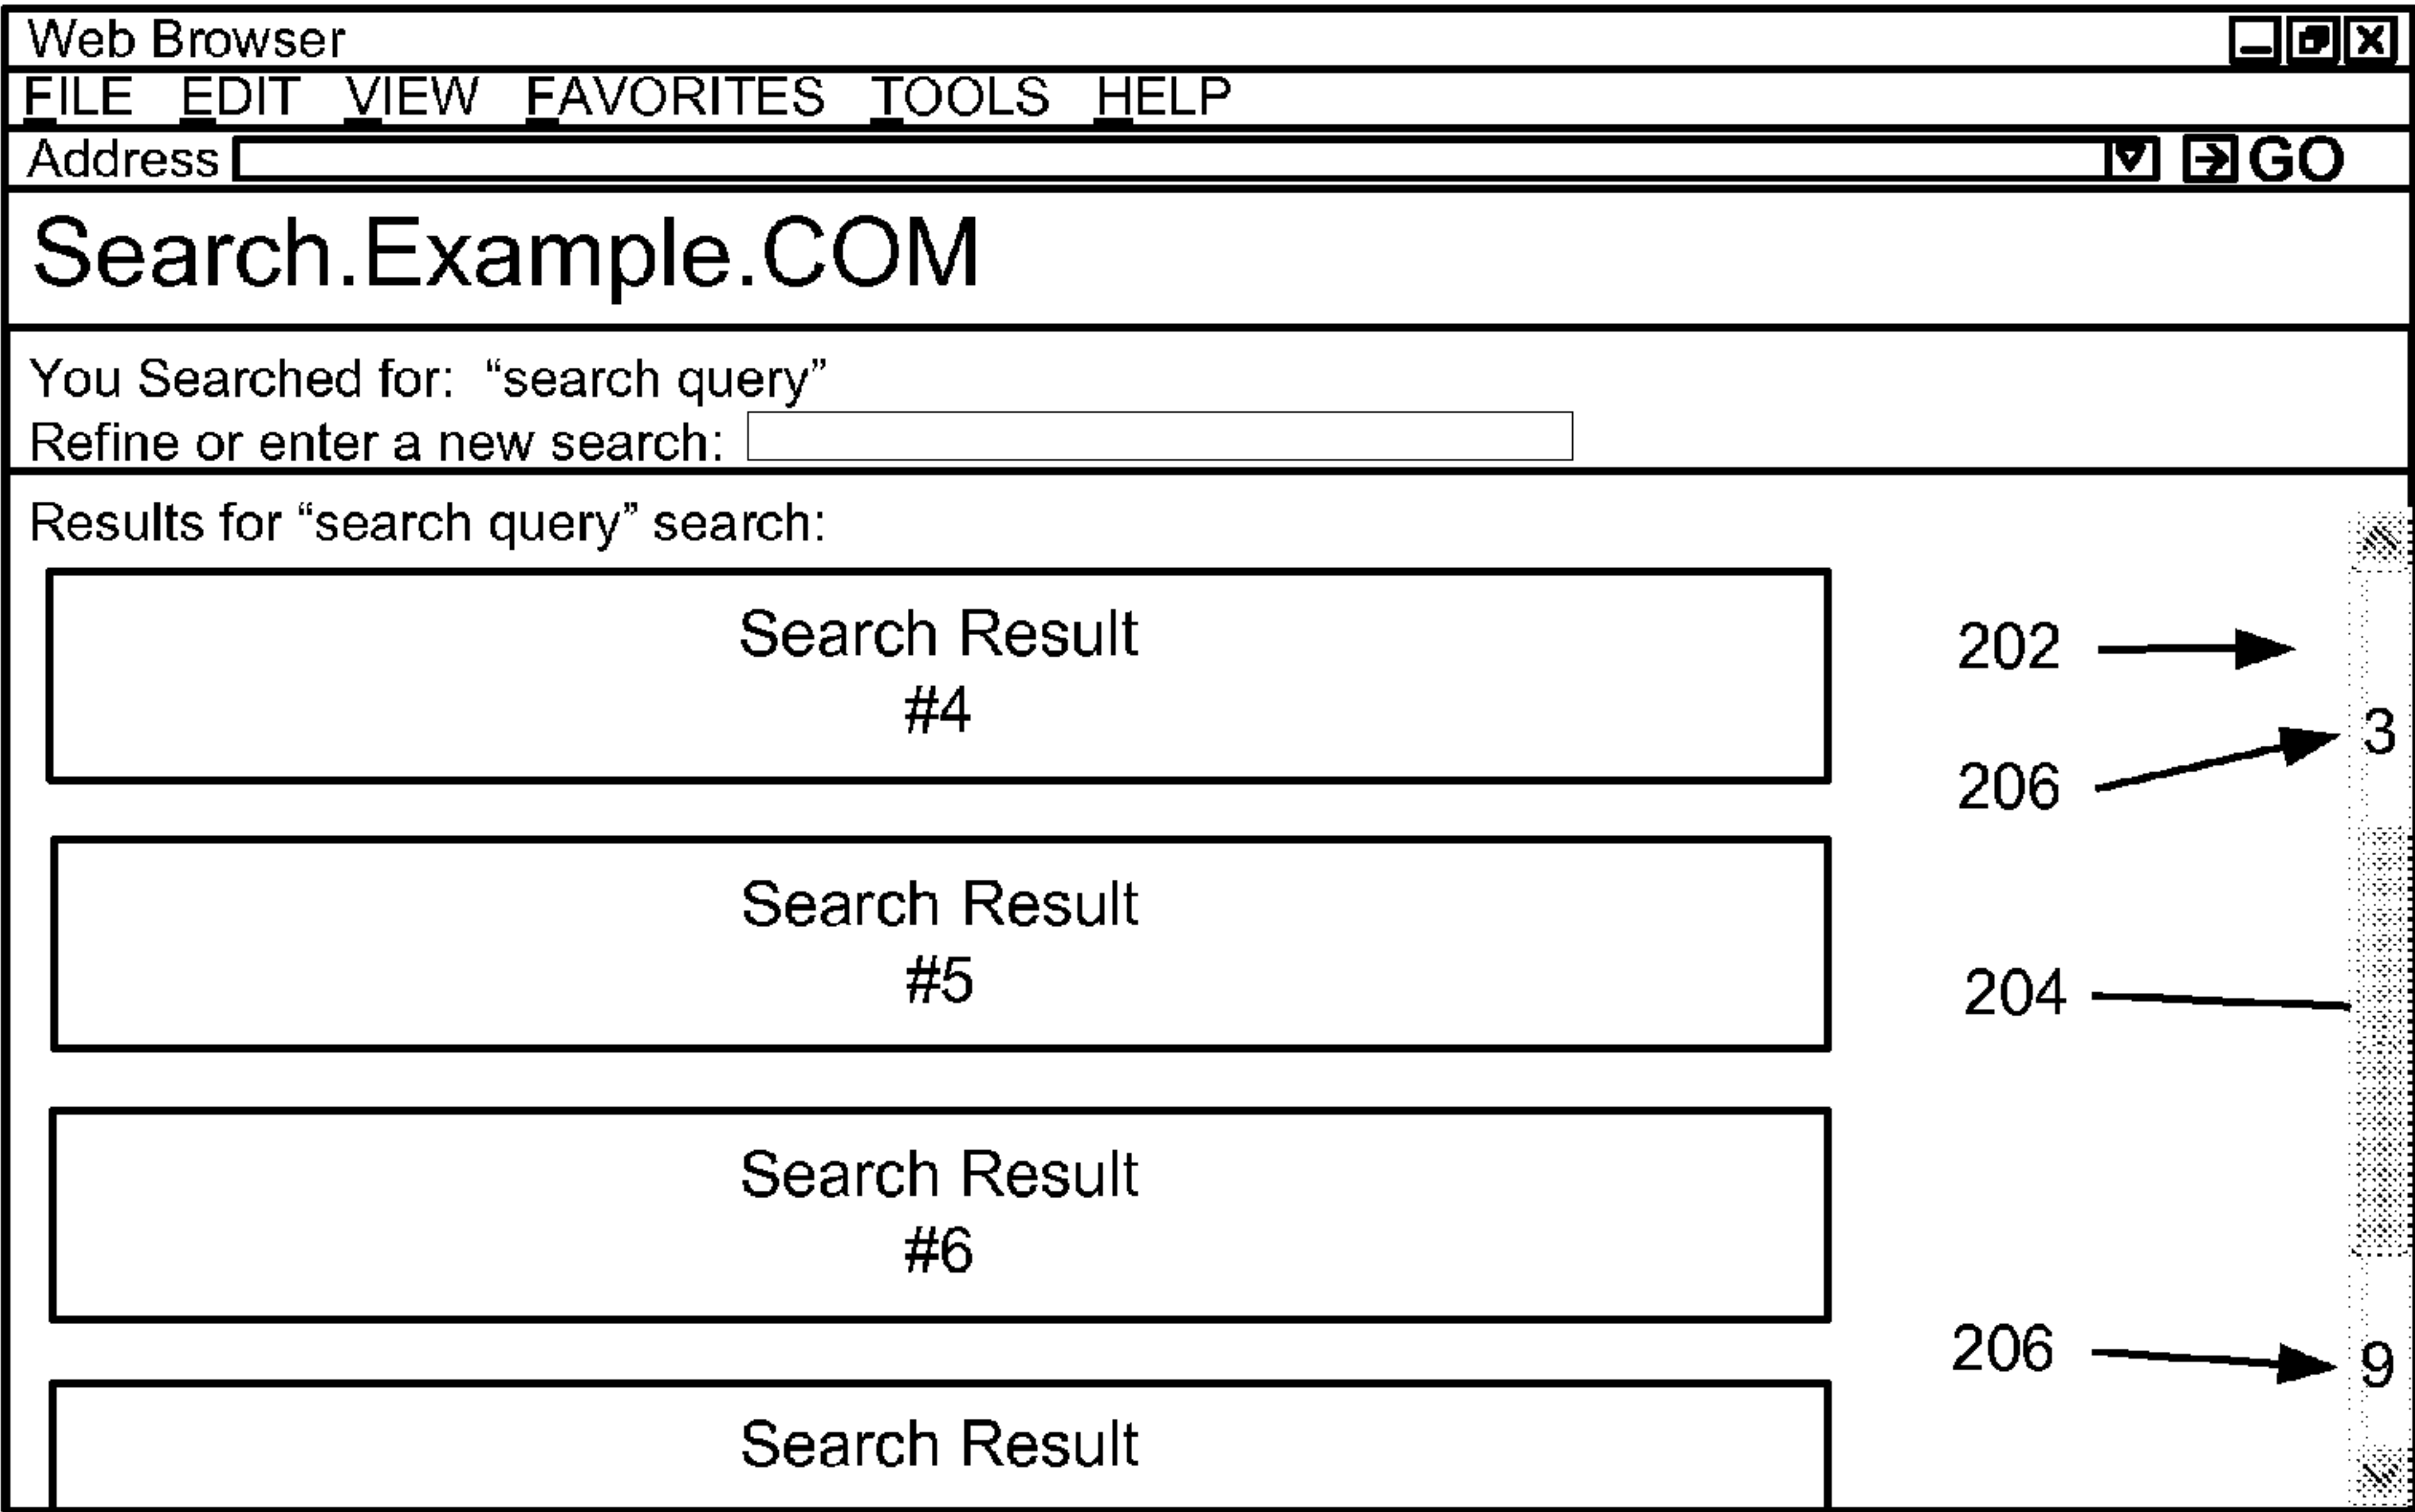 Web Browser
FILE EDIT VIEW FAVORITES TOOLS HELP
Address GO
Search.Example.COM
You Searched for: “search query”
Refine or enter a new search:
Results for “search query” search:
Search Result
#4
202
3
206
Search Result
#5
204
Search Result
#6
206
9
Search Result